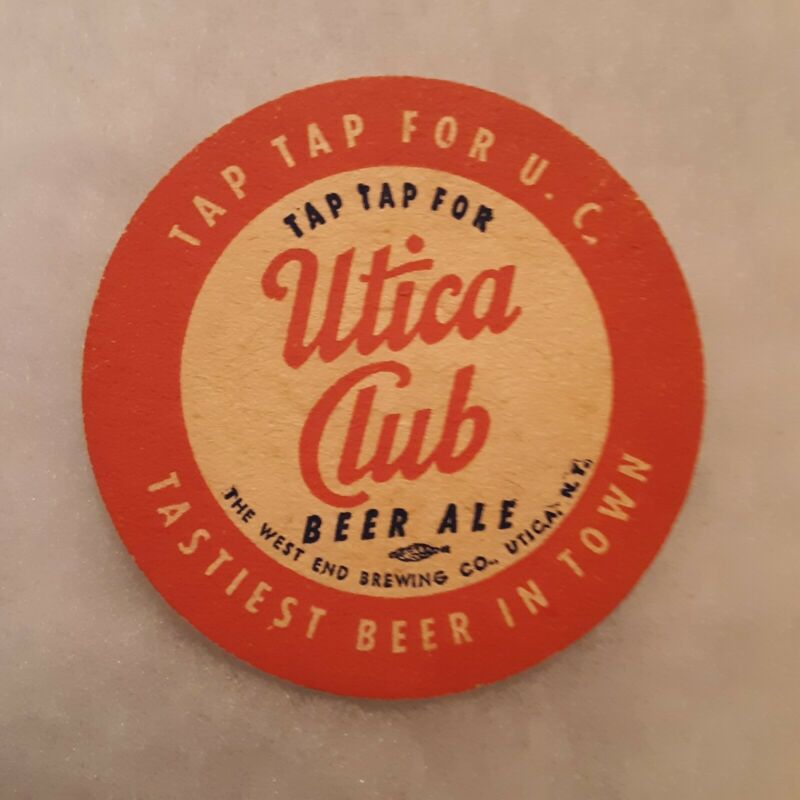 TAP TAP FOR U. C.
TAP TAP FOR
Utica
Club
BEER ALE
THE WEST END BREWING CO., UTICA, N.Y.
TASTIEST BEER IN TOWN